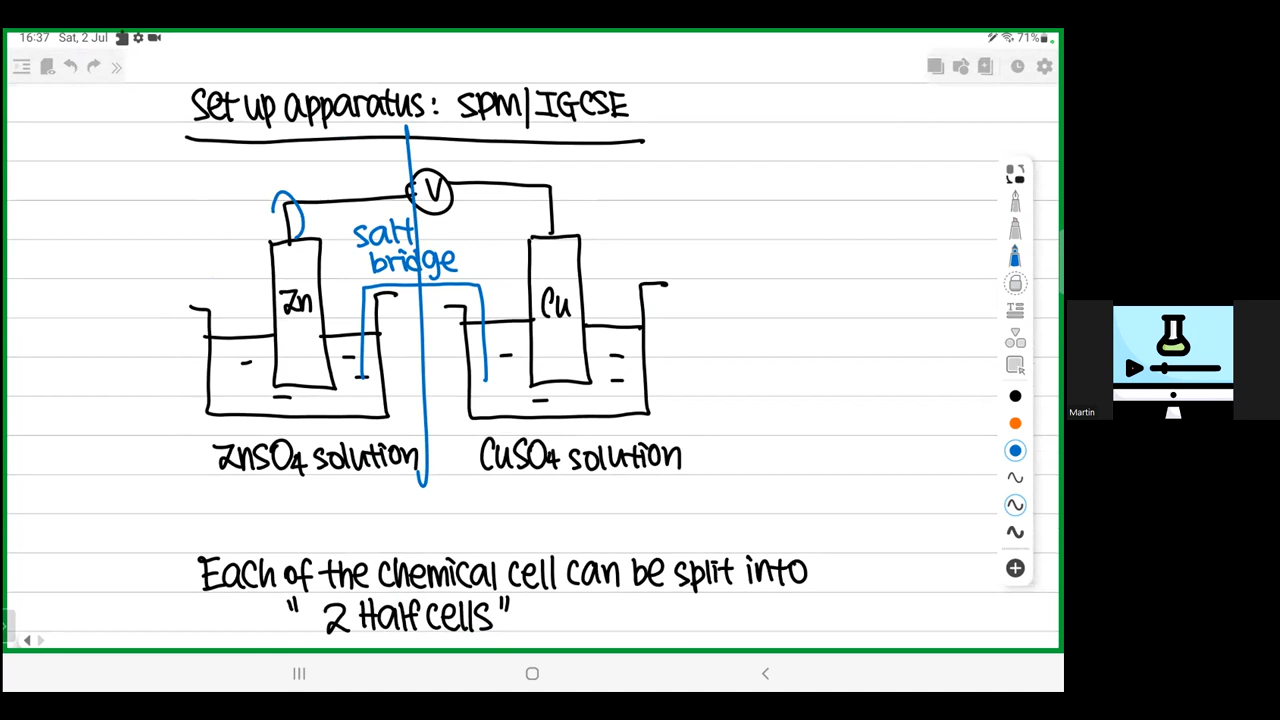 16:37 Sat, 2 Jul
71%
Set up apparatus: SPM/IGCSE
V
salt
bridge
Zn
Cu
ZnSO4 solution
CuSO4 solution
Each of the chemical cell can be split into
" 2 Half cells "
Martin